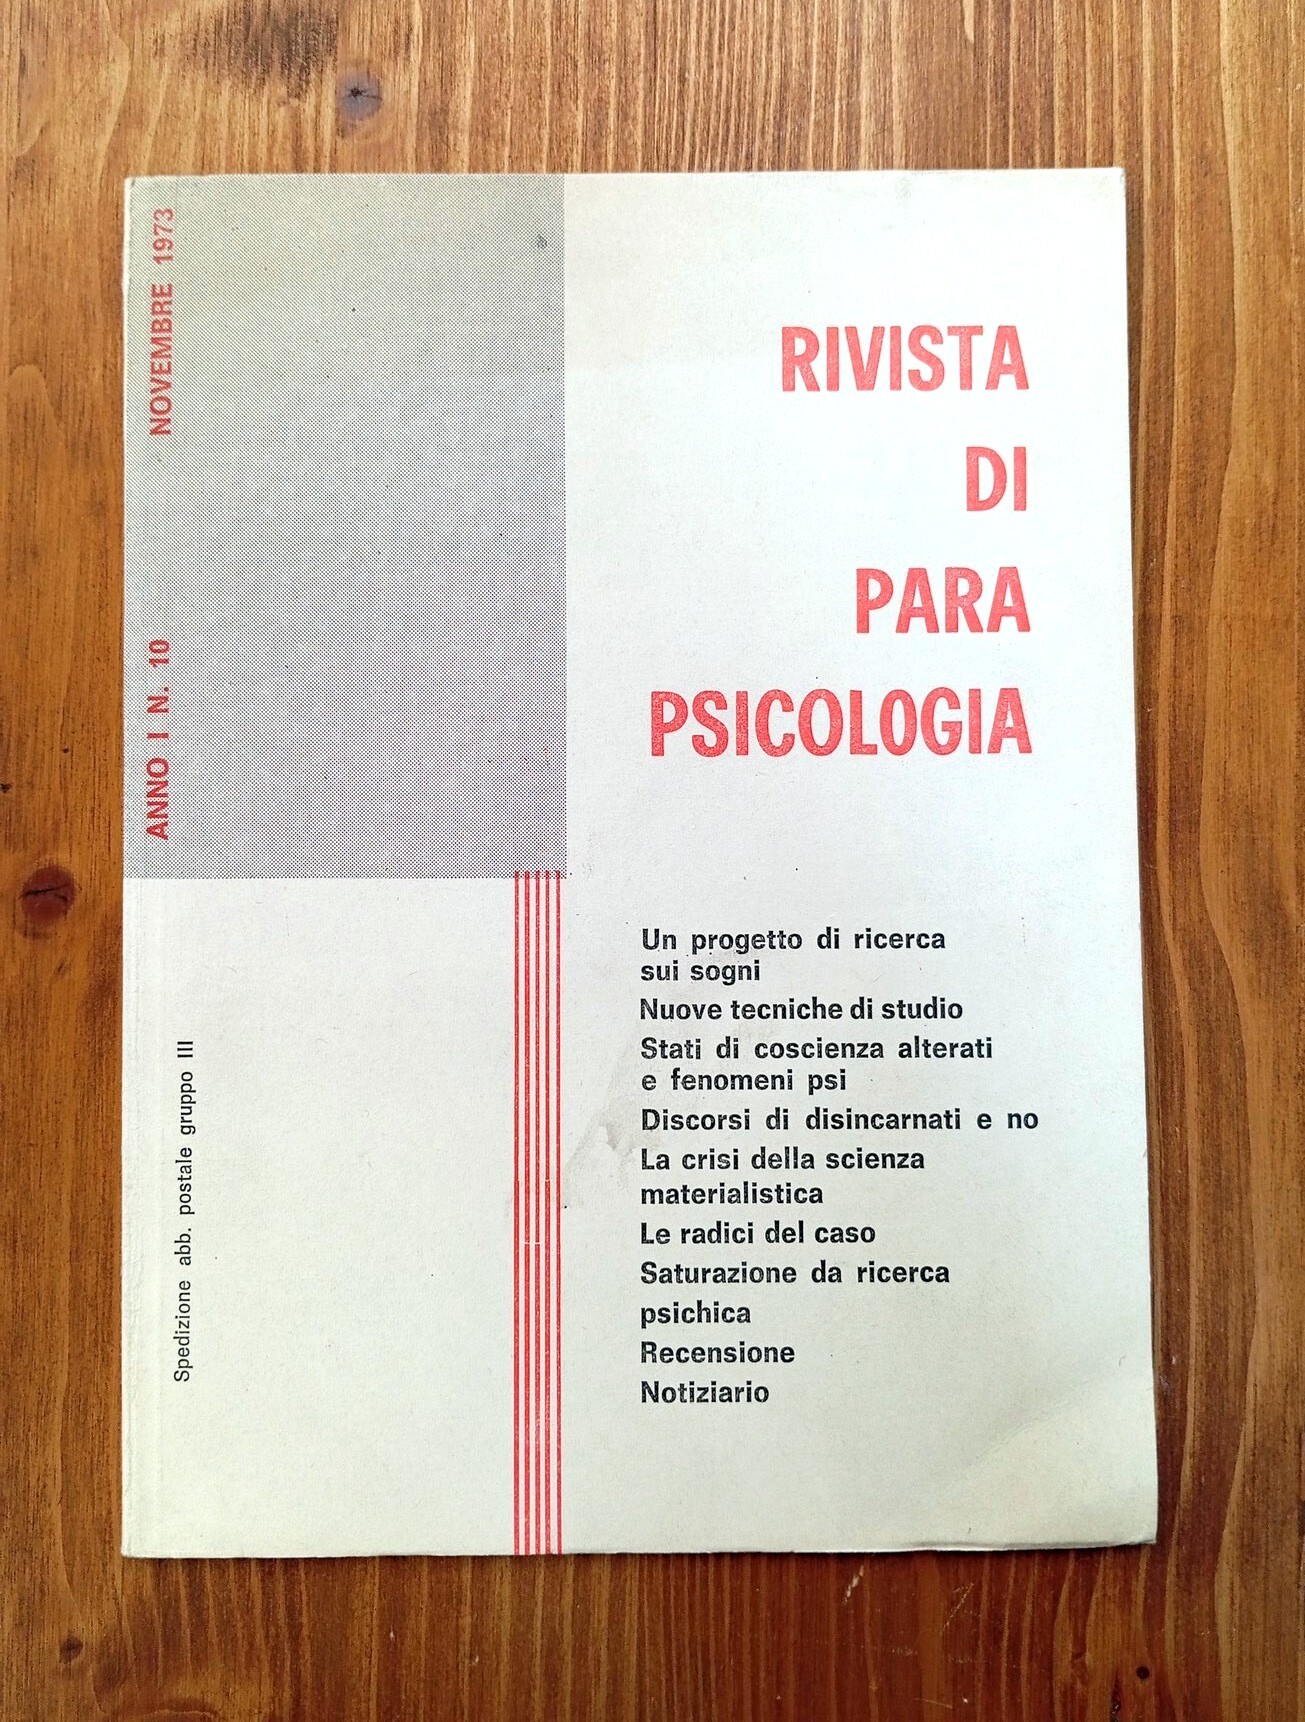 NOVEMBRE 1973
ANNO I N. 10
RIVISTA
DI
PARA
PSICOLOGIA
Un progetto di ricerca
sui sogni
Nuove tecniche di studio
Stati di coscienza alterati
e fenomeni psi
Discorsi di disincarnati e no
La crisi della scienza
materialistica
Le radici del caso
Saturazione da ricerca
psichica
Recensione
Notiziario
Spedizione abb. postale gruppo III